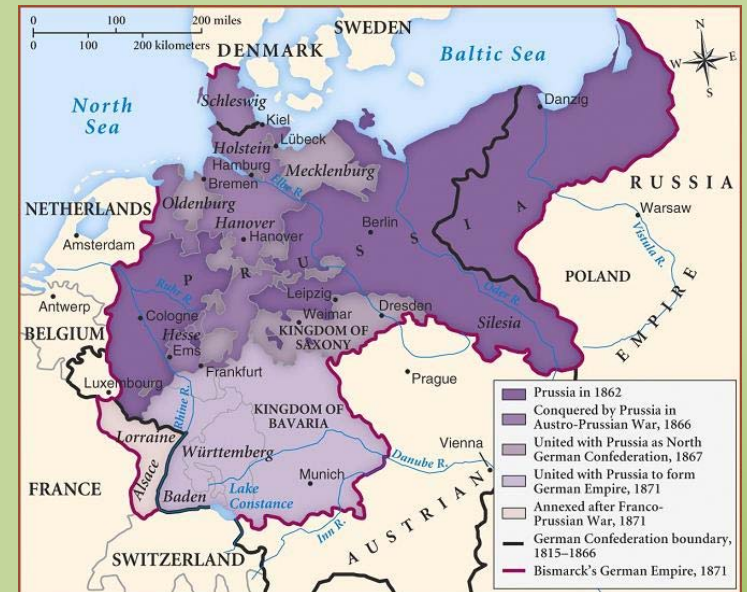 0 100 200 miles
0 100 200 kilometers
SWEDEN
DENMARK
Baltic Sea
N
W E
S
North
Sea
Schleswig
Kiel
Danzig
Holstein
Lübeck
Hamburg
Mecklenburg
Bremen
Elbe R.
RUSSIA
NETHERLANDS
Oldenburg
Warsaw
Hanover
Berlin
Hanover
Amsterdam
Vistula R.
PRUSSIA
POLAND
Ruhr R.
Antwerp
Leipzig
Oder R.
EMPIRE
Cologne
Weimar
Dresden
BELGIUM
Hesse
KINGDOM OF
SAXONY
Silesia
Ems
Frankfurt
Luxembourg
Prague
Rhine R.
KINGDOM OF
BAVARIA
Lorraine
Württemberg
Vienna
Danube R.
Alsace
Munich
FRANCE
Baden
Lake
Constance
Inn R.
AUSTRIAN
SWITZERLAND
Prussia in 1862
Conquered by Prussia in
Austro-Prussian War, 1866
United with Prussia as North
German Confederation, 1867
United with Prussia to form
German Empire, 1871
Annexed after Franco-
Prussian War, 1871
German Confederation boundary,
1815–1866
Bismarck's German Empire, 1871